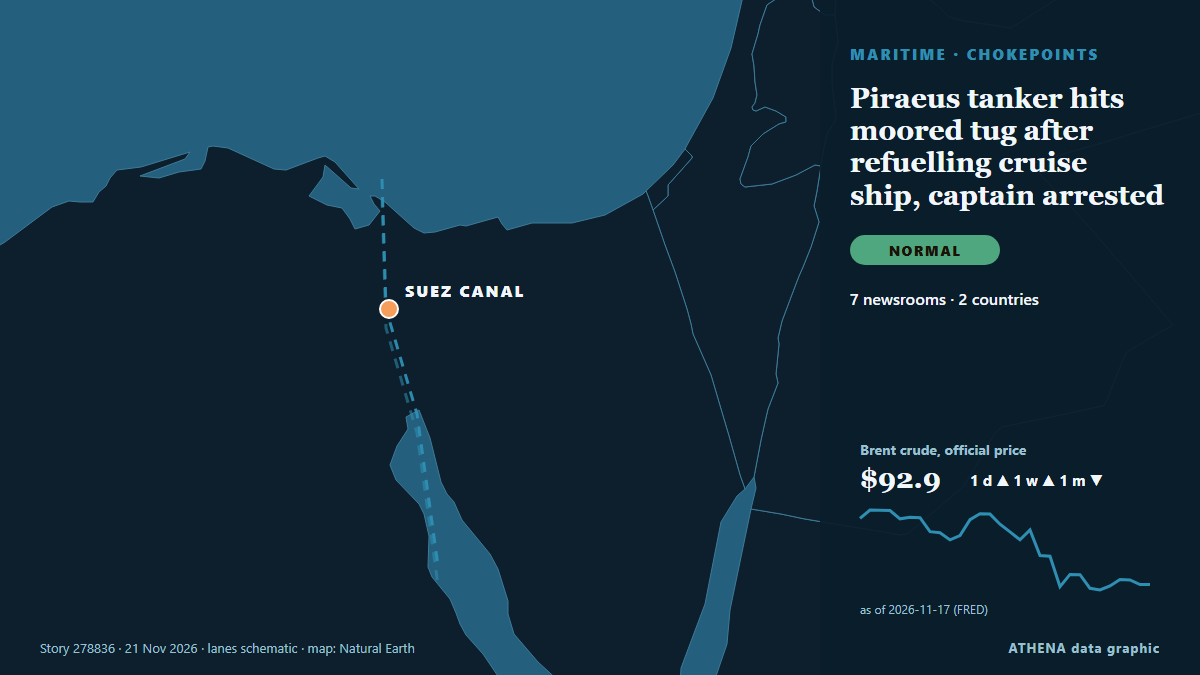 MARITIME · CHOKEPOINTS
Piraeus tanker hits
moored tug after
refuelling cruise
ship, captain arrested
NORMAL
7 newsrooms · 2 countries
SUEZ CANAL
Brent crude, official price
$92.9 1 d ▲ 1 w ▲ 1 m ▼
as of 2026-11-17 (FRED)
Story 278836 · 21 Nov 2026 · lanes schematic · map: Natural Earth
ATHENA data graphic